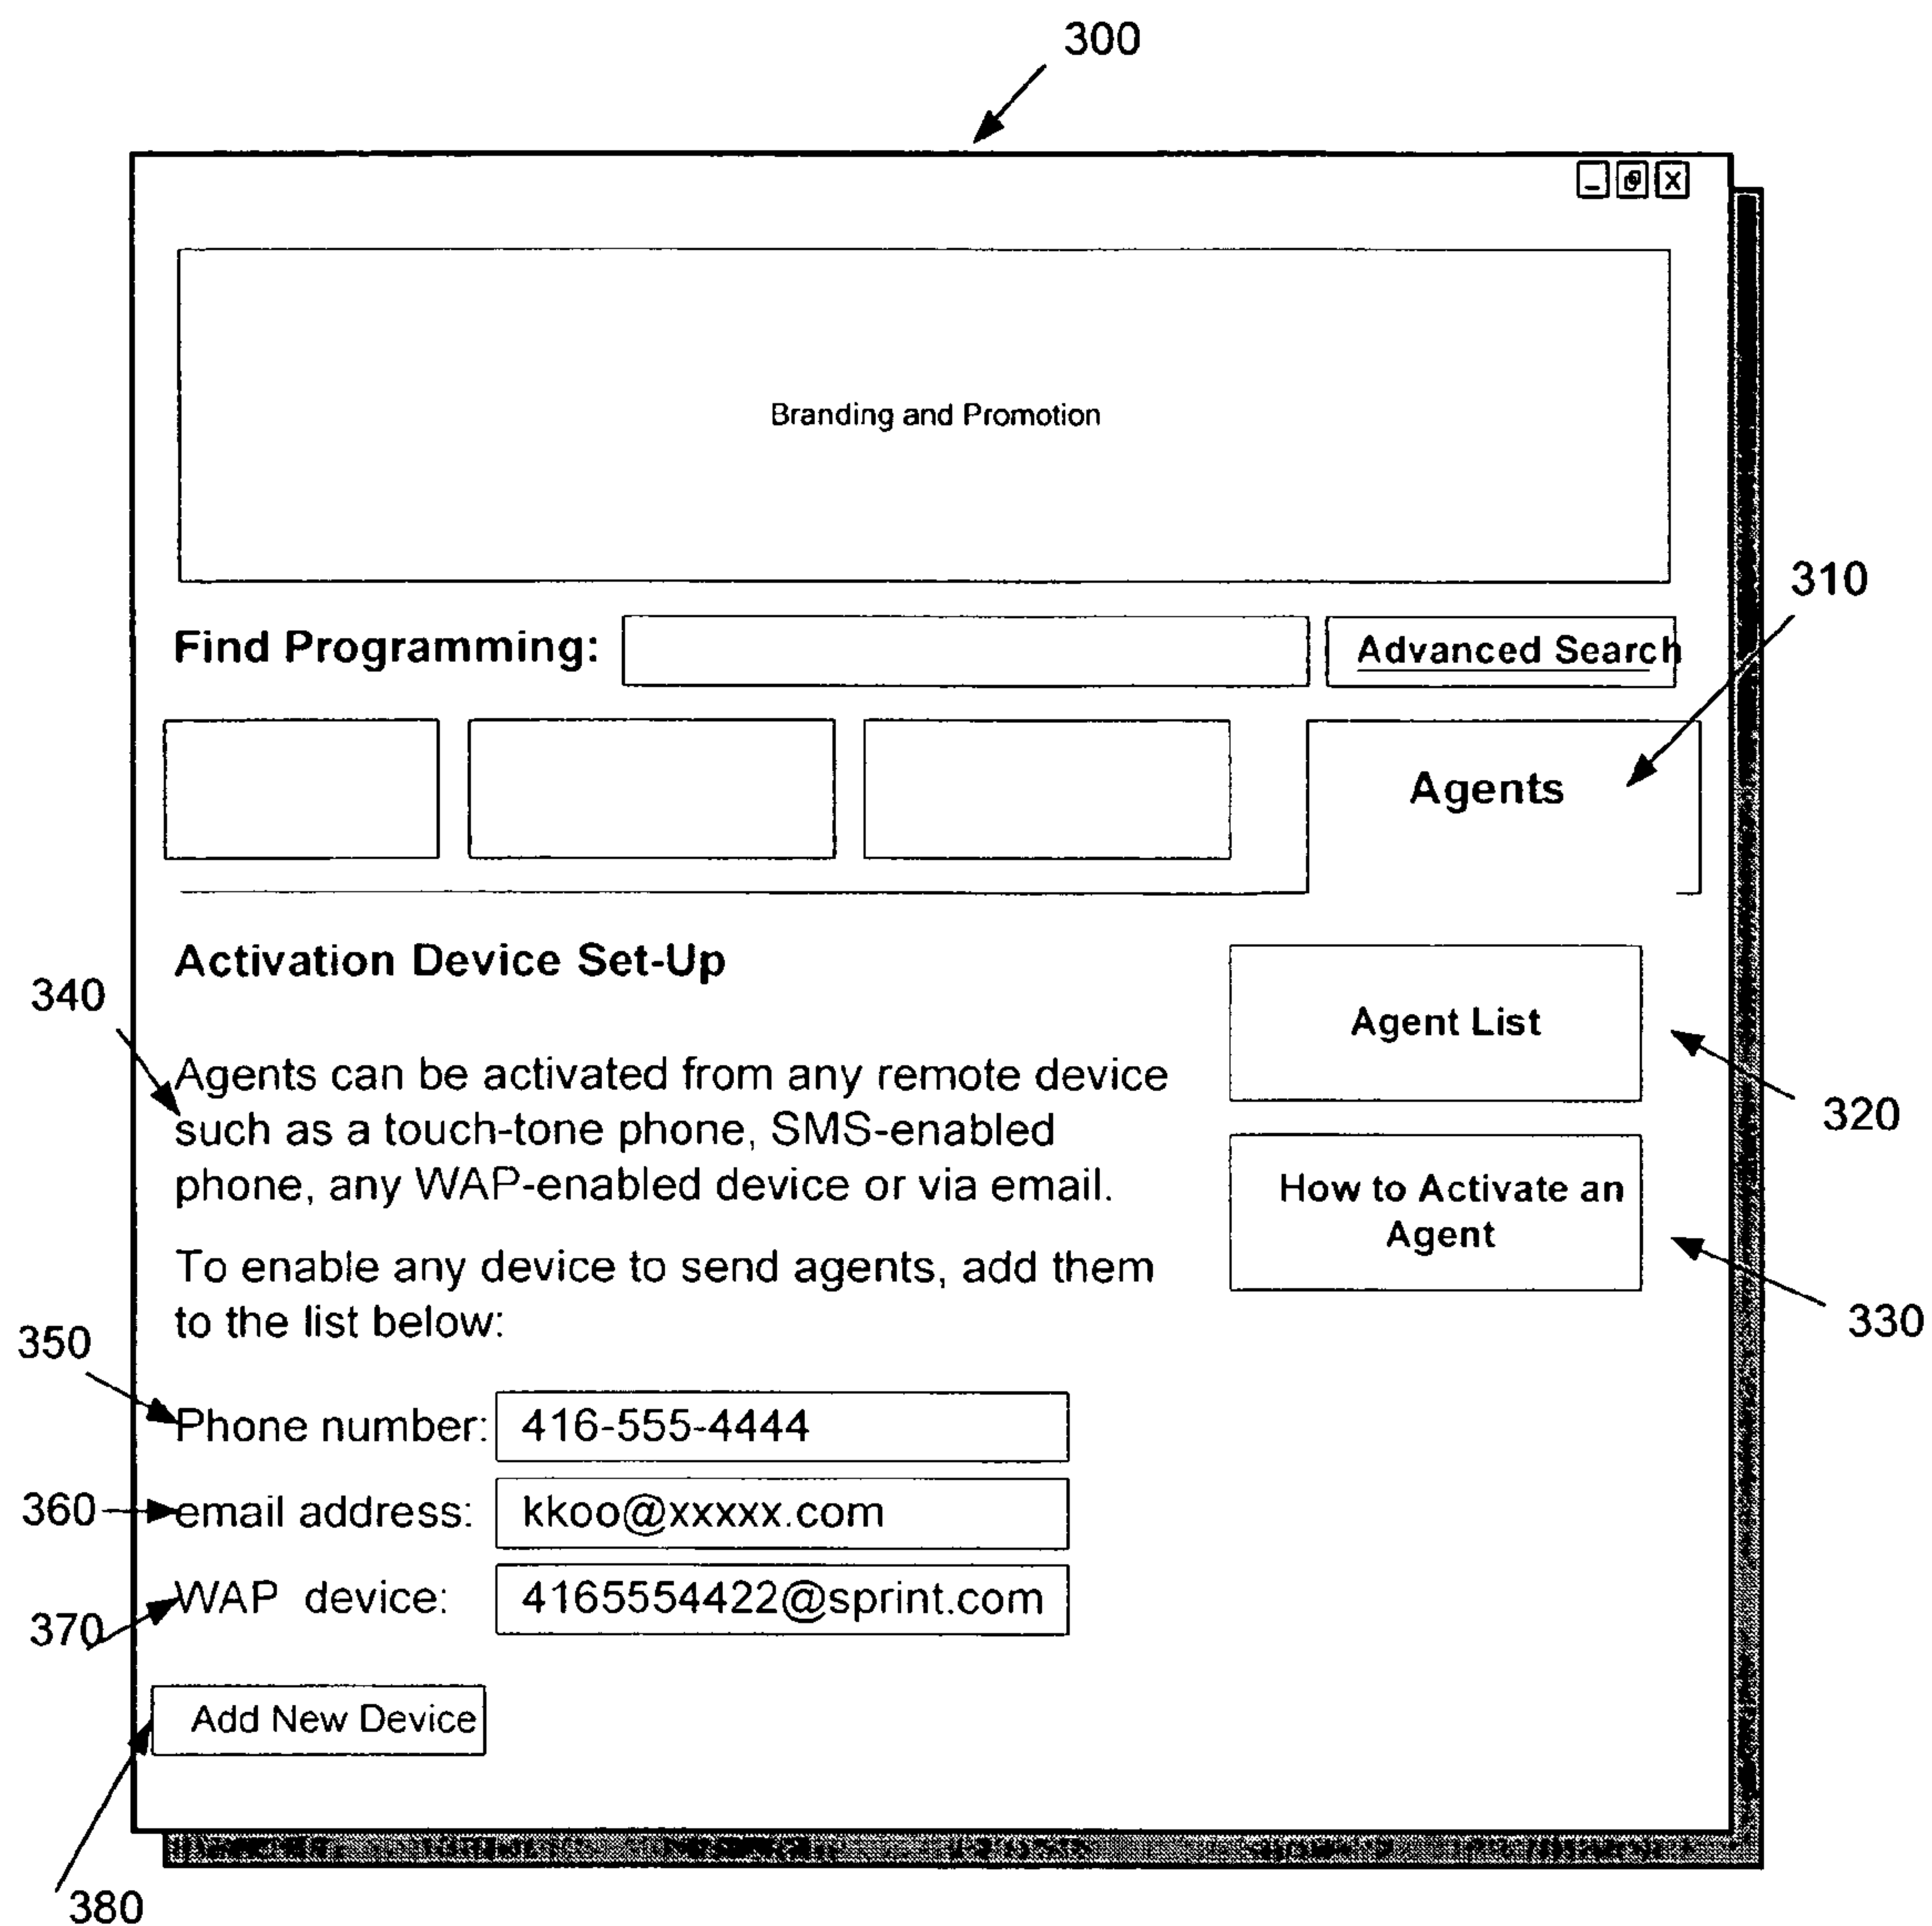 300
Branding and Promotion
310
Find Programming:
Advanced Search
Agents
Activation Device Set-Up
340
Agent List
320
Agents can be activated from any remote device
such as a touch-tone phone, SMS-enabled
phone, any WAP-enabled device or via email.
How to Activate an
Agent
330
To enable any device to send agents, add them
to the list below:
350
Phone number: 416-555-4444
360
email address: kkoo@xxxxx.com
WAP device: 4165554422@sprint.com
370
Add New Device
380